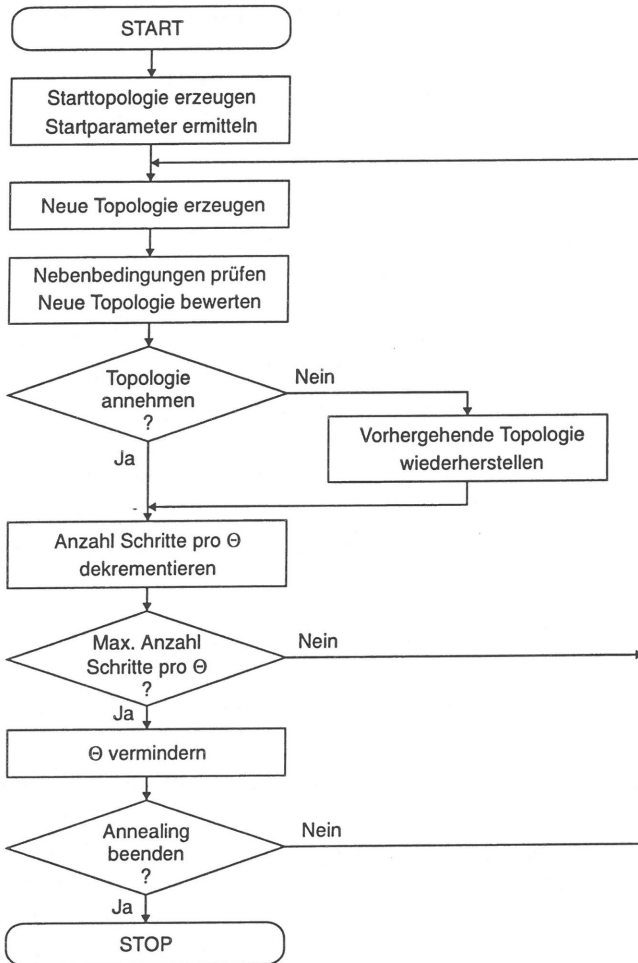 START
Starttopologie erzeugen
Startparameter ermitteln
Neue Topologie erzeugen
Nebenbedingungen prüfen
Neue Topologie bewerten
Topologie
annehmen
?
Nein
Ja
Vorhergehende Topologie
wiederherstellen
Anzahl Schritte pro Θ
dekrementieren
Max. Anzahl
Schritte pro Θ
?
Nein
Ja
Θ vermindern
Annealing
beenden
?
Nein
Ja
STOP